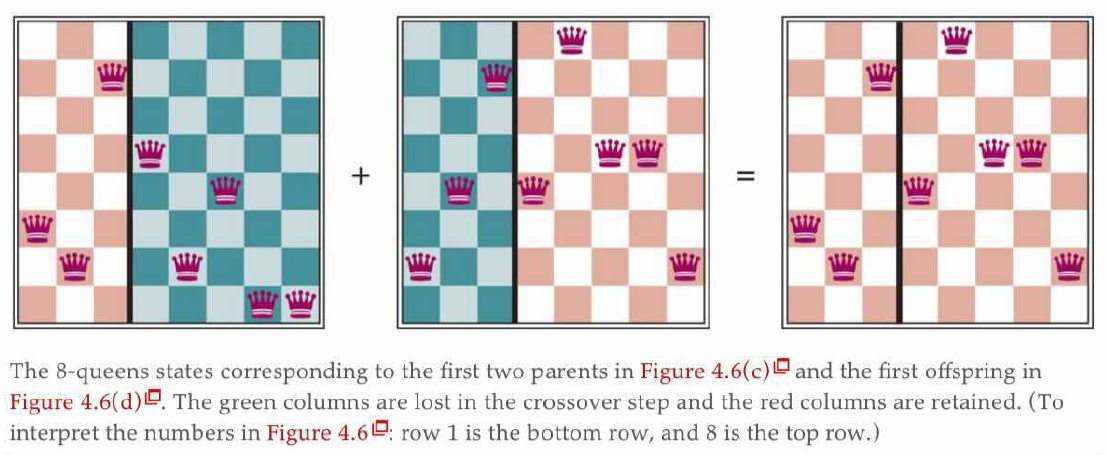 +
=
The 8-queens states corresponding to the first two parents in Figure 4.6(c) and the first offspring in
Figure 4.6(d). The green columns are lost in the crossover step and the red columns are retained. (To
interpret the numbers in Figure 4.6: row 1 is the bottom row, and 8 is the top row.)